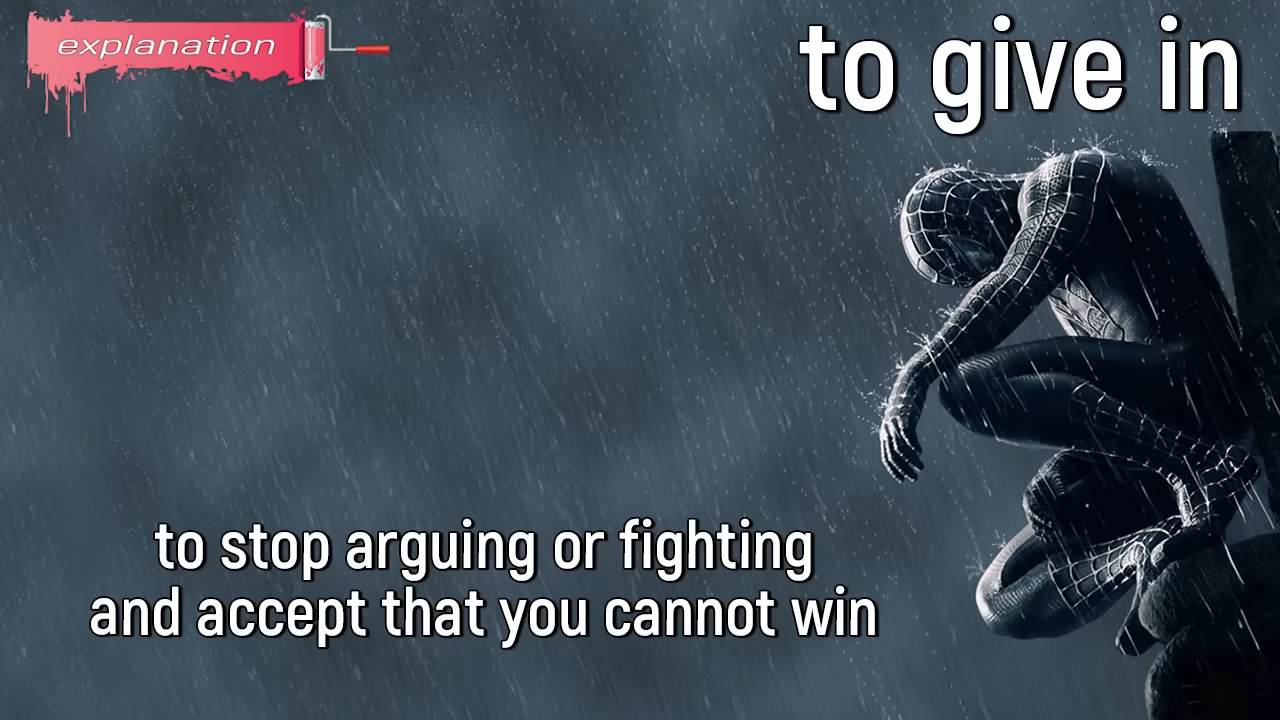 explanation
to give in
to stop arguing or fighting
and accept that you cannot win